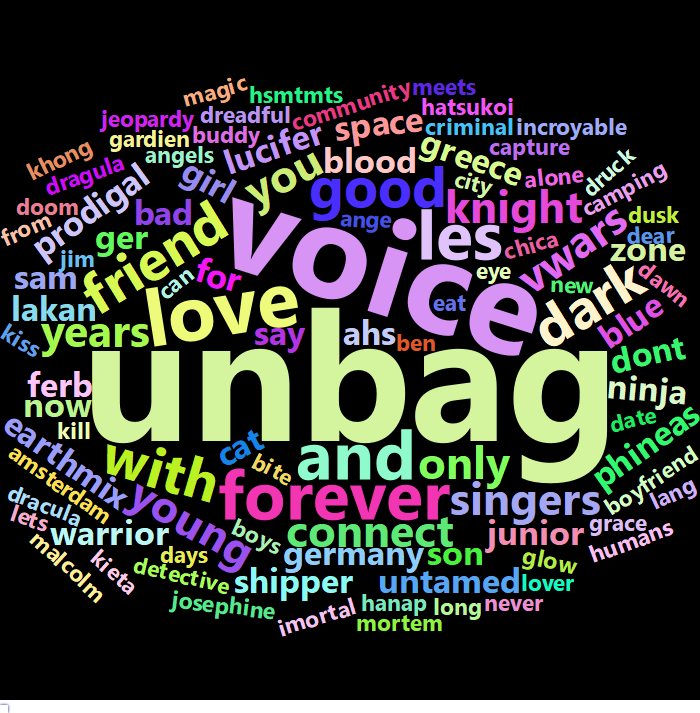 magic
hsmtmts
community
meets
jeopardy
dreadful
hatsukoi
khong
gardien
buddy
lucifer
space
criminal
incroyable
dragula
angels
girl
you
blood
greece
capture
druck
doom
prodigal
bad
good
city
alone
camping
from
ger
friend
voice
ange
les
knight
chica
vwars
dusk
jim
can
for
eye
zone
dear
sam
love
eat
new
dark
dawn
lakan
years
say
ahs
ben
blue
kiss
unbag
dont
ferb
ninja
now
date
kill
cat
and
only
phineas
earthmix
with
bite
boyfriend
amsterdam
forever
singers
lang
dracula
young
grace
lets
warrior
boys
connect
junior
humans
malcolm
kieta
days
germany
son
glow
detective
shipper
untamed
lover
josephine
imortal
hanap
long
never
mortem